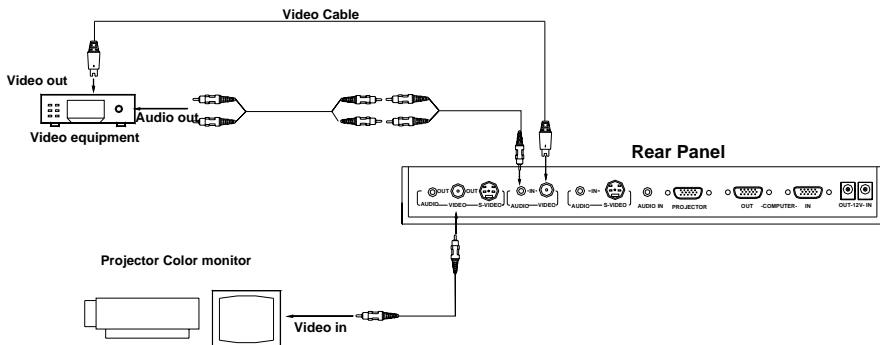 Video Cable
Video out
Audio out
Video equipment
Rear Panel
OUT OUT -IN- -IN-
AUDIO VIDEO S-VIDEO AUDIO VIDEO AUDIO S-VIDEO AUDIO IN PROJECTOR OUT -COMPUTER- IN OUT-12V- IN
Projector Color monitor
Video in